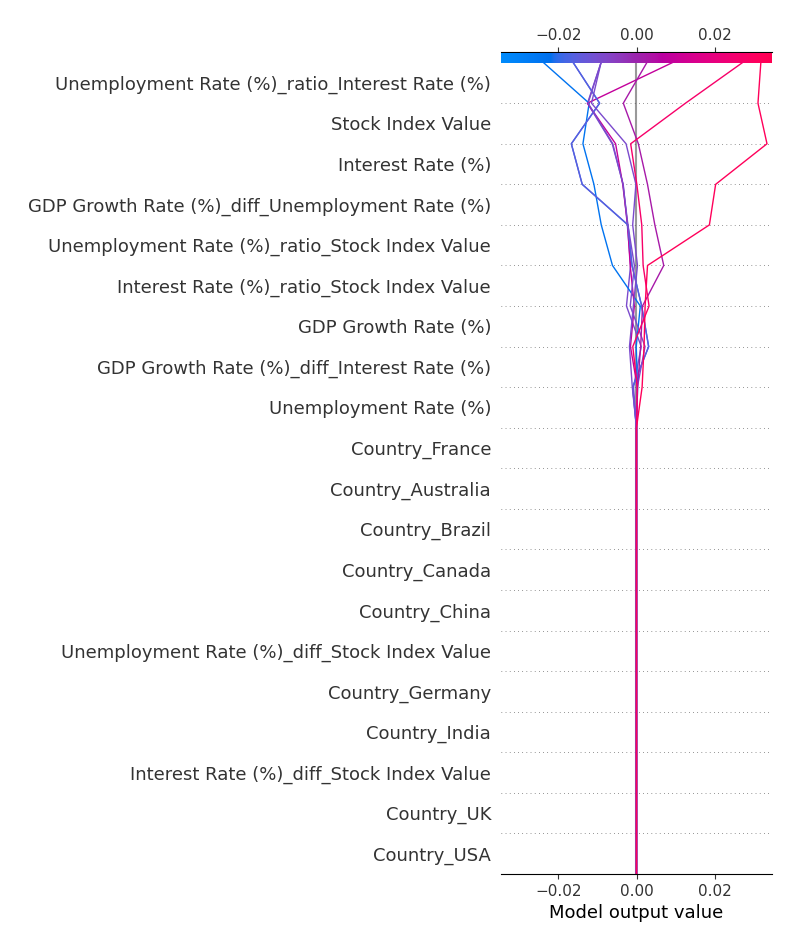 −0.02 0.00 0.02
Unemployment Rate (%)_ratio_Interest Rate (%)
Stock Index Value
Interest Rate (%)
GDP Growth Rate (%)_diff_Unemployment Rate (%)
Unemployment Rate (%)_ratio_Stock Index Value
Interest Rate (%)_ratio_Stock Index Value
GDP Growth Rate (%)
GDP Growth Rate (%)_diff_Interest Rate (%)
Unemployment Rate (%)
Country_France
Country_Australia
Country_Brazil
Country_Canada
Country_China
Unemployment Rate (%)_diff_Stock Index Value
Country_Germany
Country_India
Interest Rate (%)_diff_Stock Index Value
Country_UK
Country_USA
−0.02 0.00 0.02
Model output value